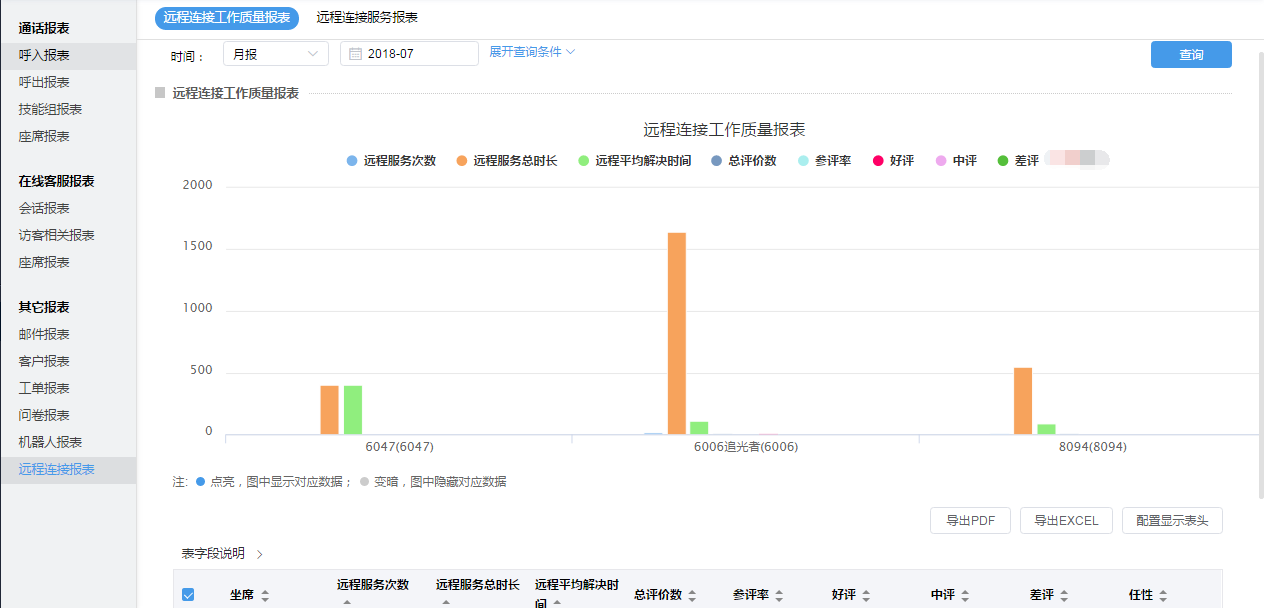 通话报表
呼入报表
呼出报表
技能组报表
座席报表
在线客服报表
会话报表
访客相关报表
座席报表
其它报表
邮件报表
客户报表
工单报表
问卷报表
机器人报表
远程连接报表
远程连接工作质量报表 远程连接服务报表
时间： 月报 2018-07 展开查询条件 查询
远程连接工作质量报表
远程连接工作质量报表
远程服务次数 远程服务总时长 远程平均解决时间 总评价数 参评率 好评 中评 差评
2000
1500
1000
500
0
6047(6047) 6006追光者(6006) 8094(8094)
注: 点亮，图中显示对应数据； 变暗，图中隐藏对应数据
导出PDF 导出EXCEL 配置显示表头
表字段说明
坐席 远程服务次数 远程服务总时长 远程平均解决时间 总评价数 参评率 好评 中评 差评 任性